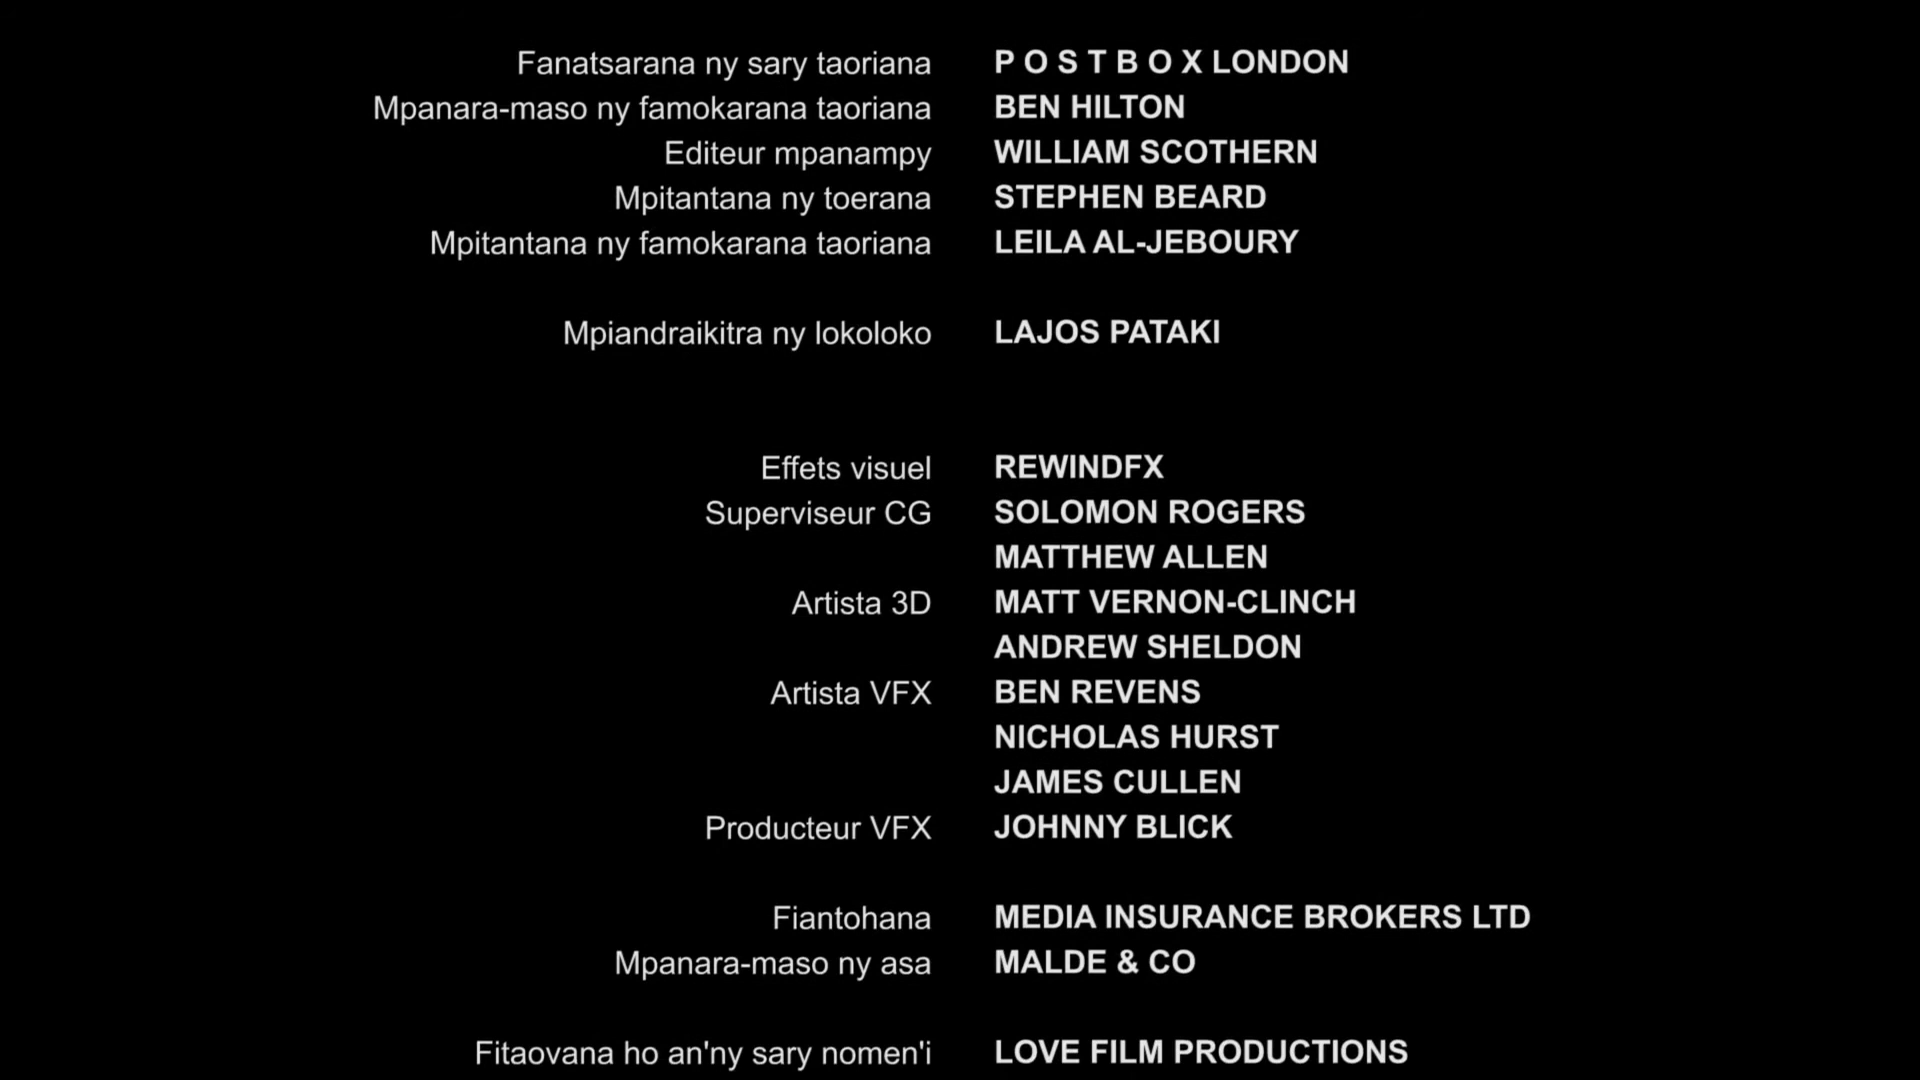 Fanatsarana ny sary taoriana P O S T B O X LONDON
Mpanara-maso ny famokarana taoriana BEN HILTON
Editeur mpanampy WILLIAM SCOTHERN
Mpitantana ny toerana STEPHEN BEARD
Mpitantana ny famokarana taoriana LEILA AL-JEBOURY
Mpiandraikitra ny lokoloko LAJOS PATAKI
Effets visuel REWINDFX
Superviseur CG SOLOMON ROGERS
MATTHEW ALLEN
Artista 3D MATT VERNON-CLINCH
ANDREW SHELDON
Artista VFX BEN REVENS
NICHOLAS HURST
JAMES CULLEN
Producteur VFX JOHNNY BLICK
Fiantohana MEDIA INSURANCE BROKERS LTD
Mpanara-maso ny asa MALDE & CO
Fitaovana ho an'ny sary nomen'i LOVE FILM PRODUCTIONS